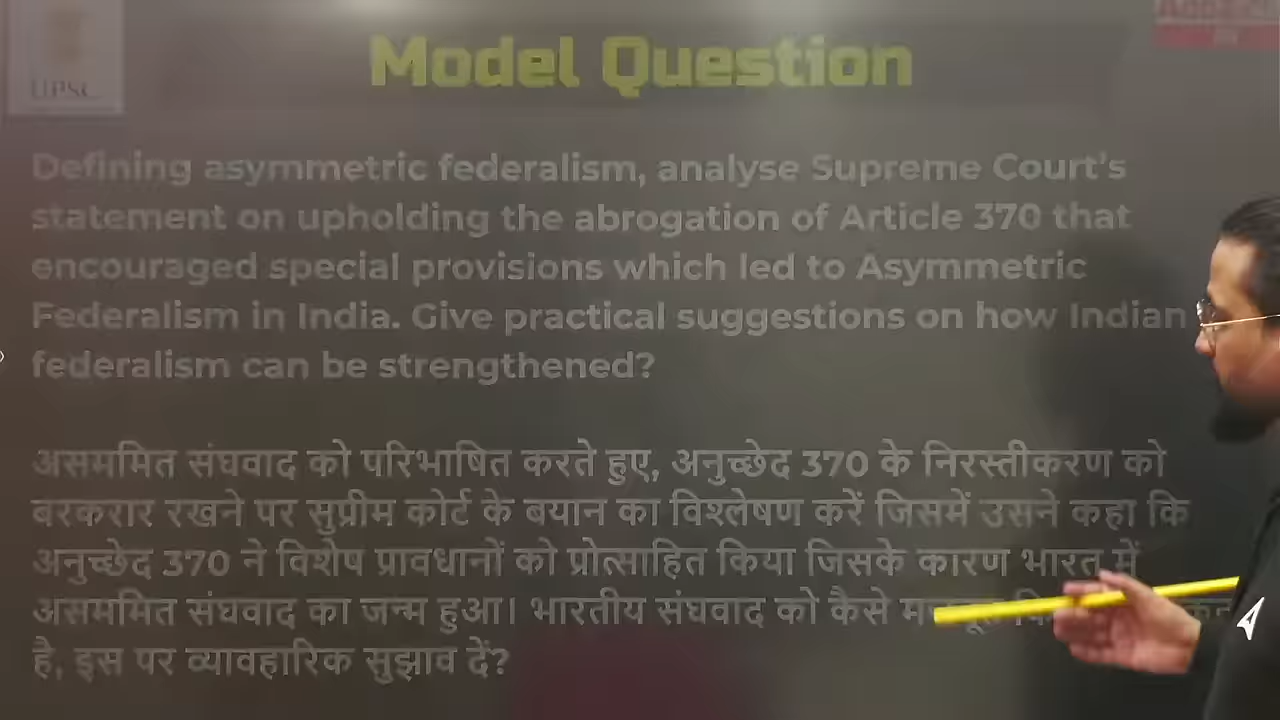 UPSC
Model Question
Defining asymmetric federalism, analyse Supreme Court's
statement on upholding the abrogation of Article 370 that
encouraged special provisions which led to Asymmetric
Federalism in India. Give practical suggestions on how Indian
federalism can be strengthened?
असममित संघवाद को परिभाषित करते हुए, अनुच्छेद 370 के निरस्तीकरण को
बरकरार रखने पर सुप्रीम कोर्ट के बयान का विश्लेषण करें जिसमें उसने कहा कि
अनुच्छेद 370 ने विशेष प्रावधानों को प्रोत्साहित किया जिसके कारण भारत में
असममित संघवाद का जन्म हुआ। भारतीय संघवाद को कैसे
है, इस पर व्यावहारिक सुझाव दें?